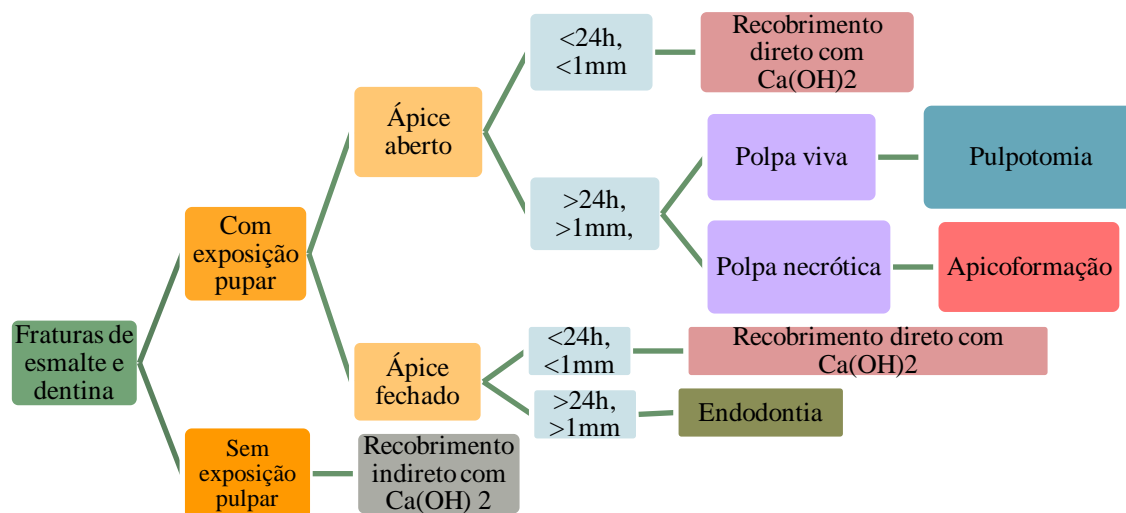 Fraturas de
esmalte e
dentina
Com
exposição
pupar
Ápice
aberto
<24h,
<1mm
Recobrimento
direto com
Ca(OH)2
>24h,
>1mm,
Polpa viva
Pulpotomia
Polpa necrótica
Apicoformação
Ápice
fechado
<24h,
<1mm
Recobrimento direto com
Ca(OH)2
>24h,
>1mm
Endodontia
Sem
exposição
pulpar
Recobrimento
indireto com
Ca(OH) 2